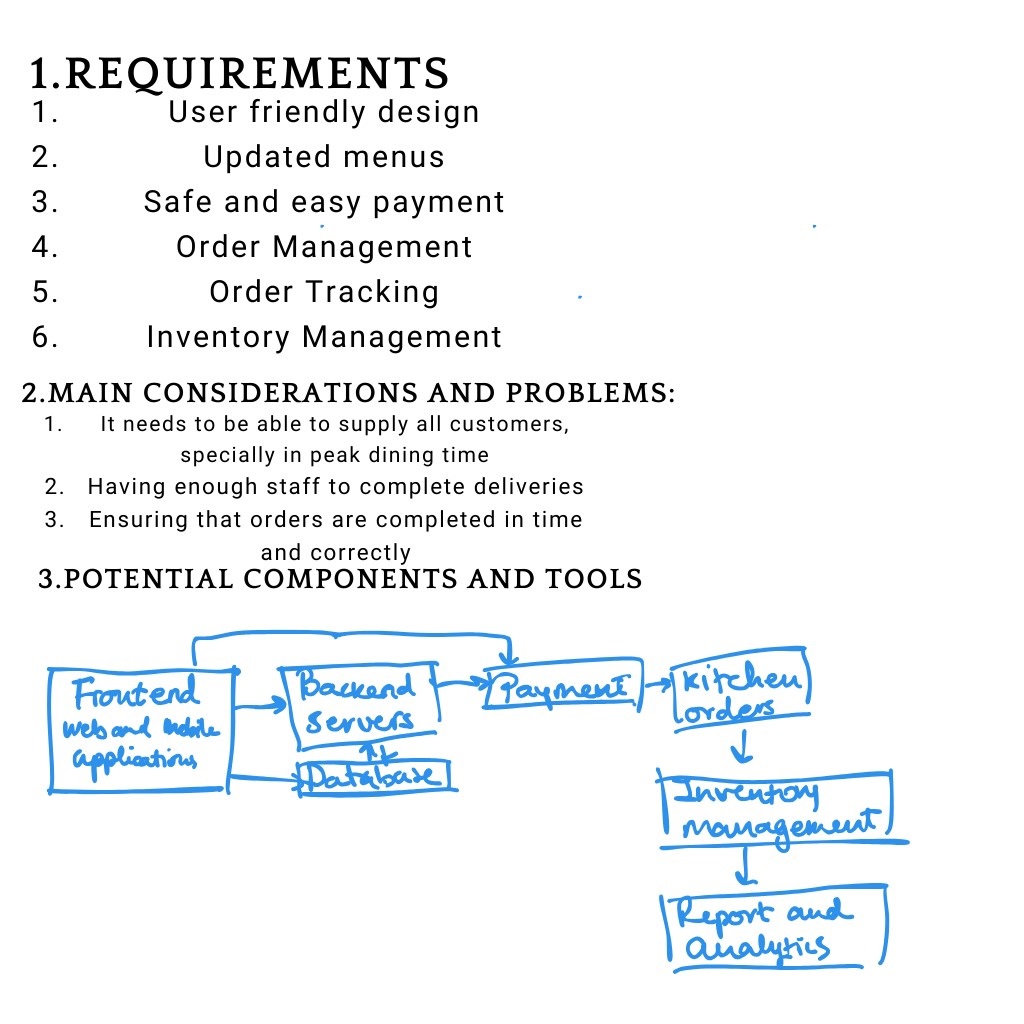 1.REQUIREMENTS
1. User friendly design
2. Updated menus
3. Safe and easy payment
4. Order Management
5. Order Tracking
6. Inventory Management
2.MAIN CONSIDERATIONS AND PROBLEMS:
1. It needs to be able to supply all customers,
specially in peak dining time
2. Having enough staff to complete deliveries
3. Ensuring that orders are completed in time
and correctly
3.POTENTIAL COMPONENTS AND TOOLS
Frontend
web and mobile
applications
Backend
servers
Database
Payment
Kitchen
orders
Inventory
management
Report and
analytics